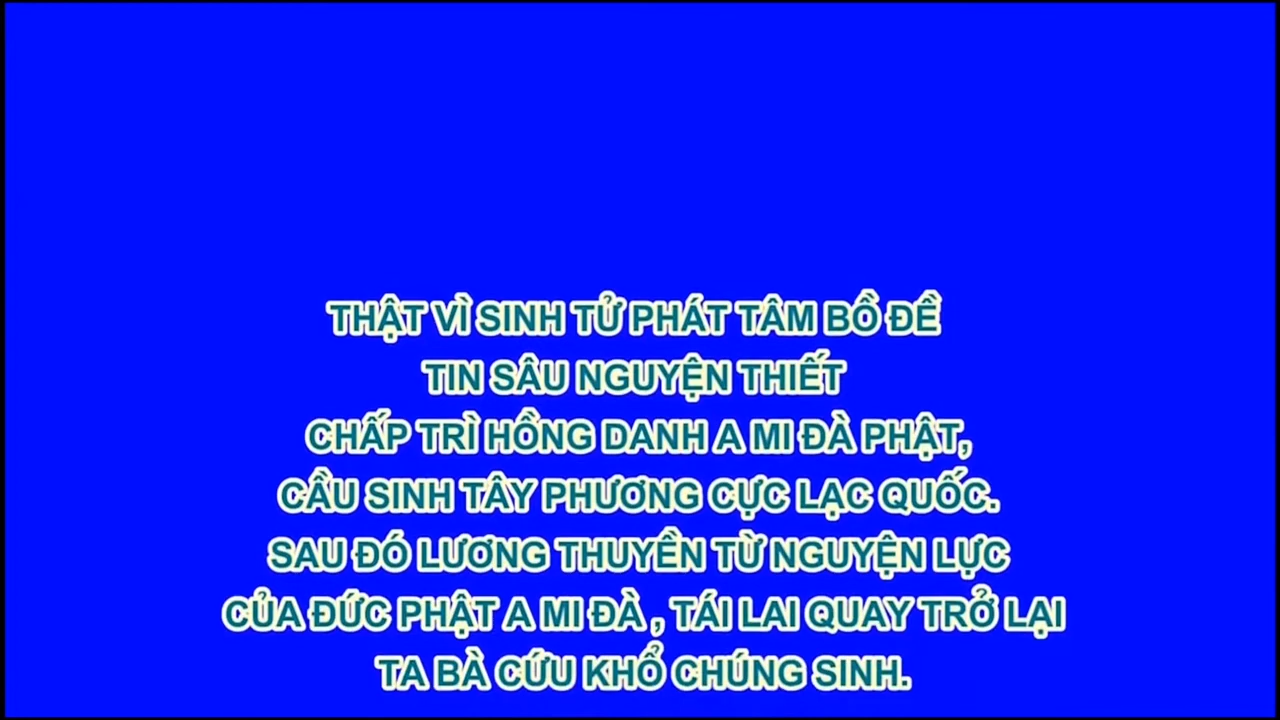 THẬT VÌ SINH TỬ PHÁT TÂM BỒ ĐỀ
TIN SÂU NGUYỆN THIẾT
CHẤP TRÌ HỒNG DANH A MI ĐÀ PHẬT,
CẦU SINH TÂY PHƯƠNG CỰC LẠC QUỐC.
SAU ĐÓ LƯƠNG THUYỀN TỪ NGUYỆN LỰC
CỦA ĐỨC PHẬT A MI ĐÀ , TÁI LAI QUAY TRỞ LẠI
TA BÀ CỨU KHỔ CHÚNG SINH.